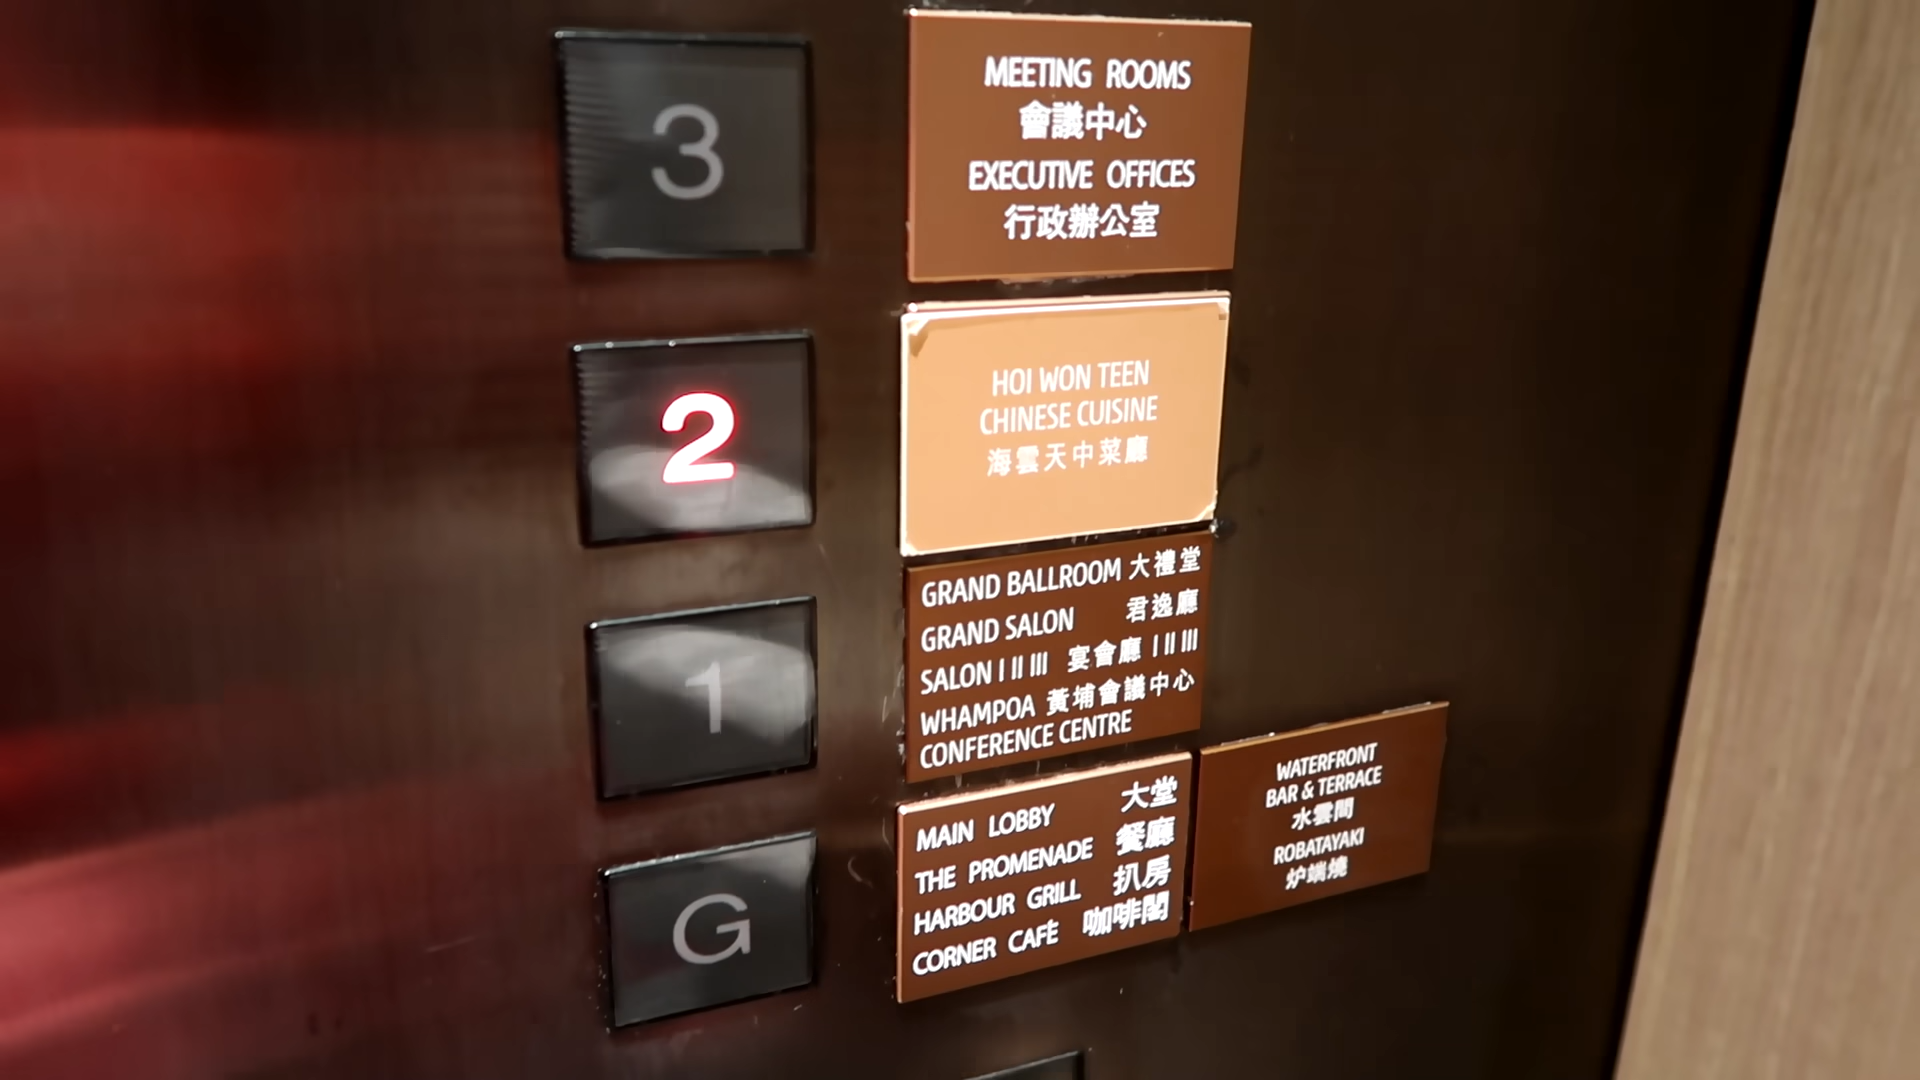 3
MEETING ROOMS
會議中心
EXECUTIVE OFFICES
行政辦公室
2
HOI WON TEEN
CHINESE CUISINE
海雲天中菜廳
1
GRAND BALLROOM 大禮堂
GRAND SALON 君逸廳
SALON I II III 宴會廳 I II III
WHAMPOA 黃埔會議中心
CONFERENCE CENTRE
G
MAIN LOBBY 大堂
THE PROMENADE 餐廳
HARBOUR GRILL 扒房
CORNER CAFÈ 咖啡閣
WATERFRONT
BAR & TERRACE
水雲間
ROBATAYAKI
炉端燒